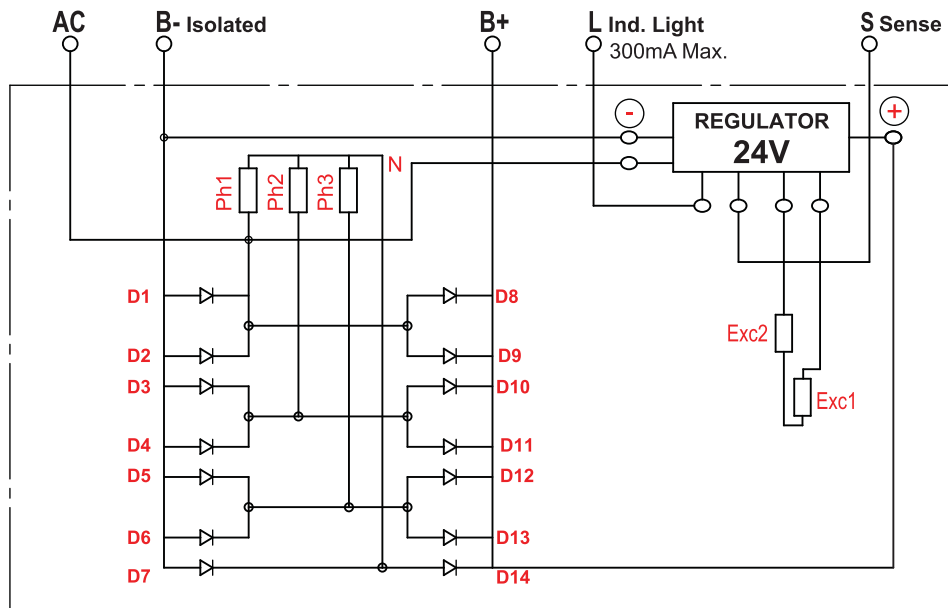 AC
B- Isolated
B+
L Ind. Light
300mA Max.
S Sense
-
+
REGULATOR
24V
N
Ph1
Ph2
Ph3
D1
D8
D2
D9
D3
D10
D4
D11
D5
D12
D6
D13
D7
D14
Exc2
Exc1